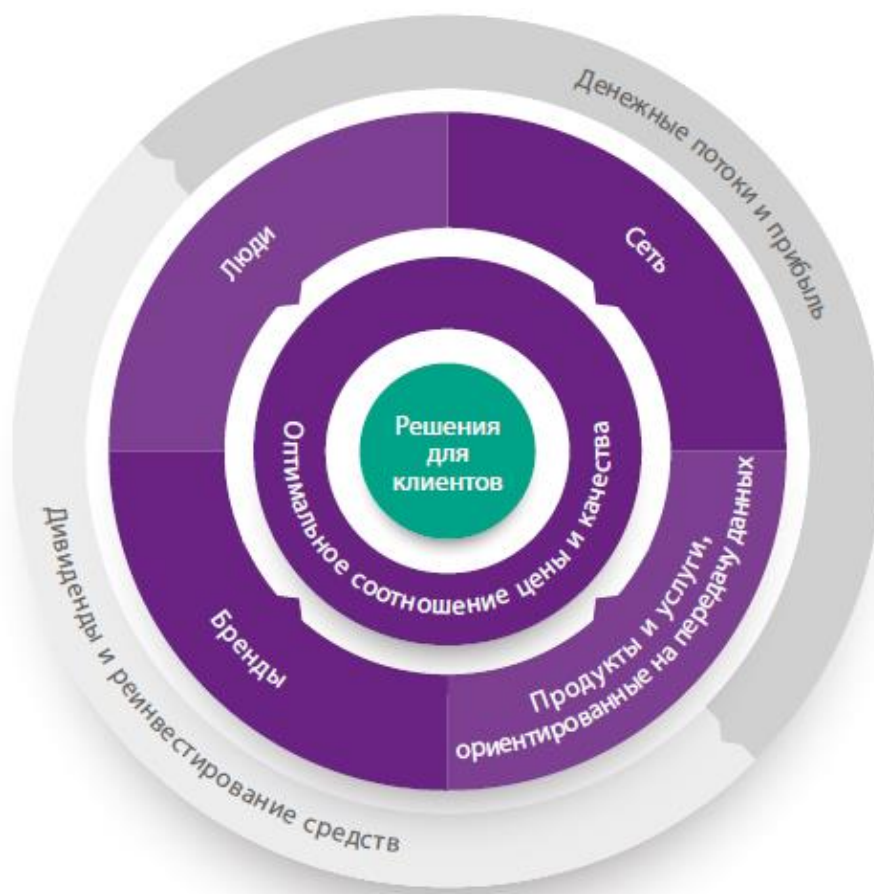 Денежные потоки и прибыль
Люди
Сеть
Решения
для
клиентов
Оптимальное соотношение цены и качества
Бренды
Продукты и услуги,
ориентированные на передачу данных
Дивиденды и реинвестирование средств